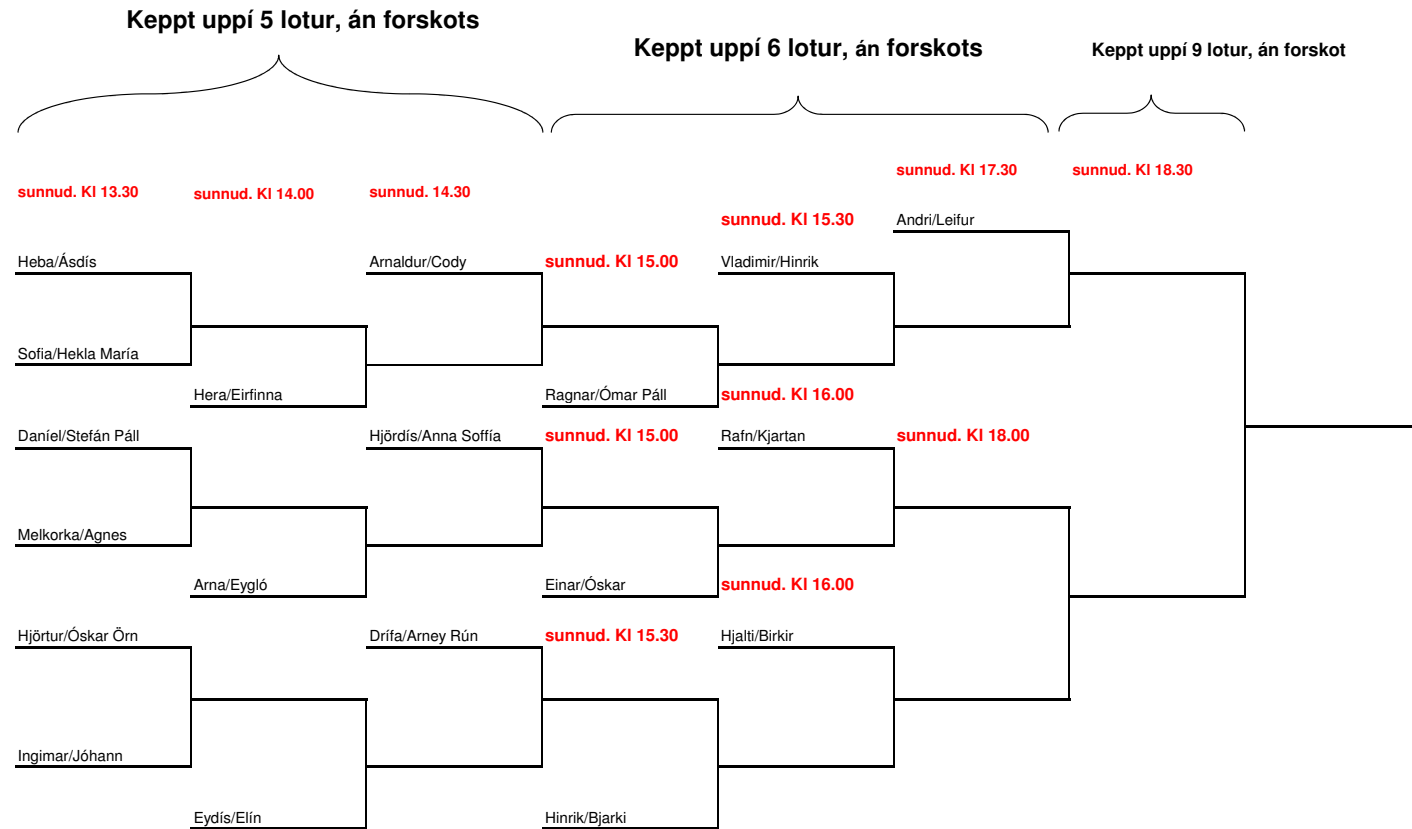 Keppt uppí 5 lotur, án forskots
Keppt uppí 6 lotur, án forskots
Keppt uppí 9 lotur, án forskot
sunnud. Kl 17.30
sunnud. Kl 18.30
sunnud. Kl 13.30
sunnud. Kl 14.00
sunnud. 14.30
sunnud. Kl 15.30
Andri/Leifur
Heba/Ásdís
Arnaldur/Cody
sunnud. Kl 15.00
Vladimir/Hinrik
Sofia/Hekla María
Hera/Eirfinna
Ragnar/Ómar Páll
sunnud. Kl 16.00
Daníel/Stefán Páll
Hjördís/Anna Soffía
sunnud. Kl 15.00
Rafn/Kjartan
sunnud. Kl 18.00
Melkorka/Agnes
Arna/Eygló
Einar/Óskar
sunnud. Kl 16.00
Hjörtur/Óskar Örn
Drífa/Arney Rún
sunnud. Kl 15.30
Hjalti/Birkir
Ingimar/Jóhann
Eydís/Elín
Hinrik/Bjarki